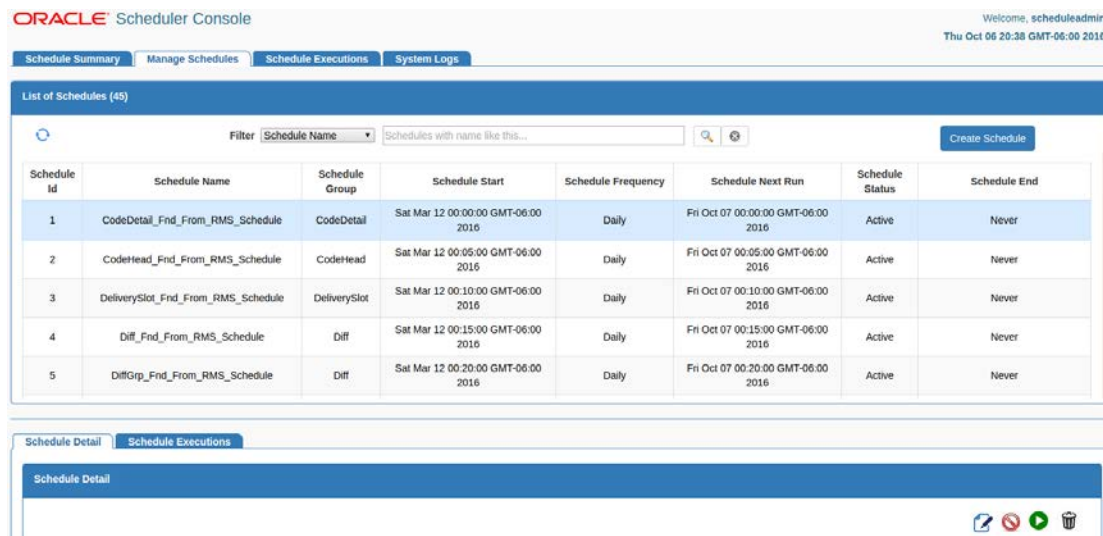 ORACLE® Scheduler Console
Welcome, scheduleadmin
Thu Oct 06 20:38 GMT-06:00 2016
Schedule Summary Manage Schedules Schedule Executions System Logs
List of Schedules (45)
Filter Schedule Name Schedules with name like this... Create Schedule
Schedule Id Schedule Name Schedule Group Schedule Start Schedule Frequency Schedule Next Run Schedule Status Schedule End
1 CodeDetail_Fnd_From_RMS_Schedule CodeDetail Sat Mar 12 00:00:00 GMT-06:00 2016 Daily Fri Oct 07 00:00:00 GMT-06:00 2016 Active Never
2 CodeHead_Fnd_From_RMS_Schedule CodeHead Sat Mar 12 00:05:00 GMT-06:00 2016 Daily Fri Oct 07 00:05:00 GMT-06:00 2016 Active Never
3 DeliverySlot_Fnd_From_RMS_Schedule DeliverySlot Sat Mar 12 00:10:00 GMT-06:00 2016 Daily Fri Oct 07 00:10:00 GMT-06:00 2016 Active Never
4 Diff_Fnd_From_RMS_Schedule Diff Sat Mar 12 00:15:00 GMT-06:00 2016 Daily Fri Oct 07 00:15:00 GMT-06:00 2016 Active Never
5 DiffGrp_Fnd_From_RMS_Schedule Diff Sat Mar 12 00:20:00 GMT-06:00 2016 Daily Fri Oct 07 00:20:00 GMT-06:00 2016 Active Never
Schedule Detail Schedule Executions
Schedule Detail